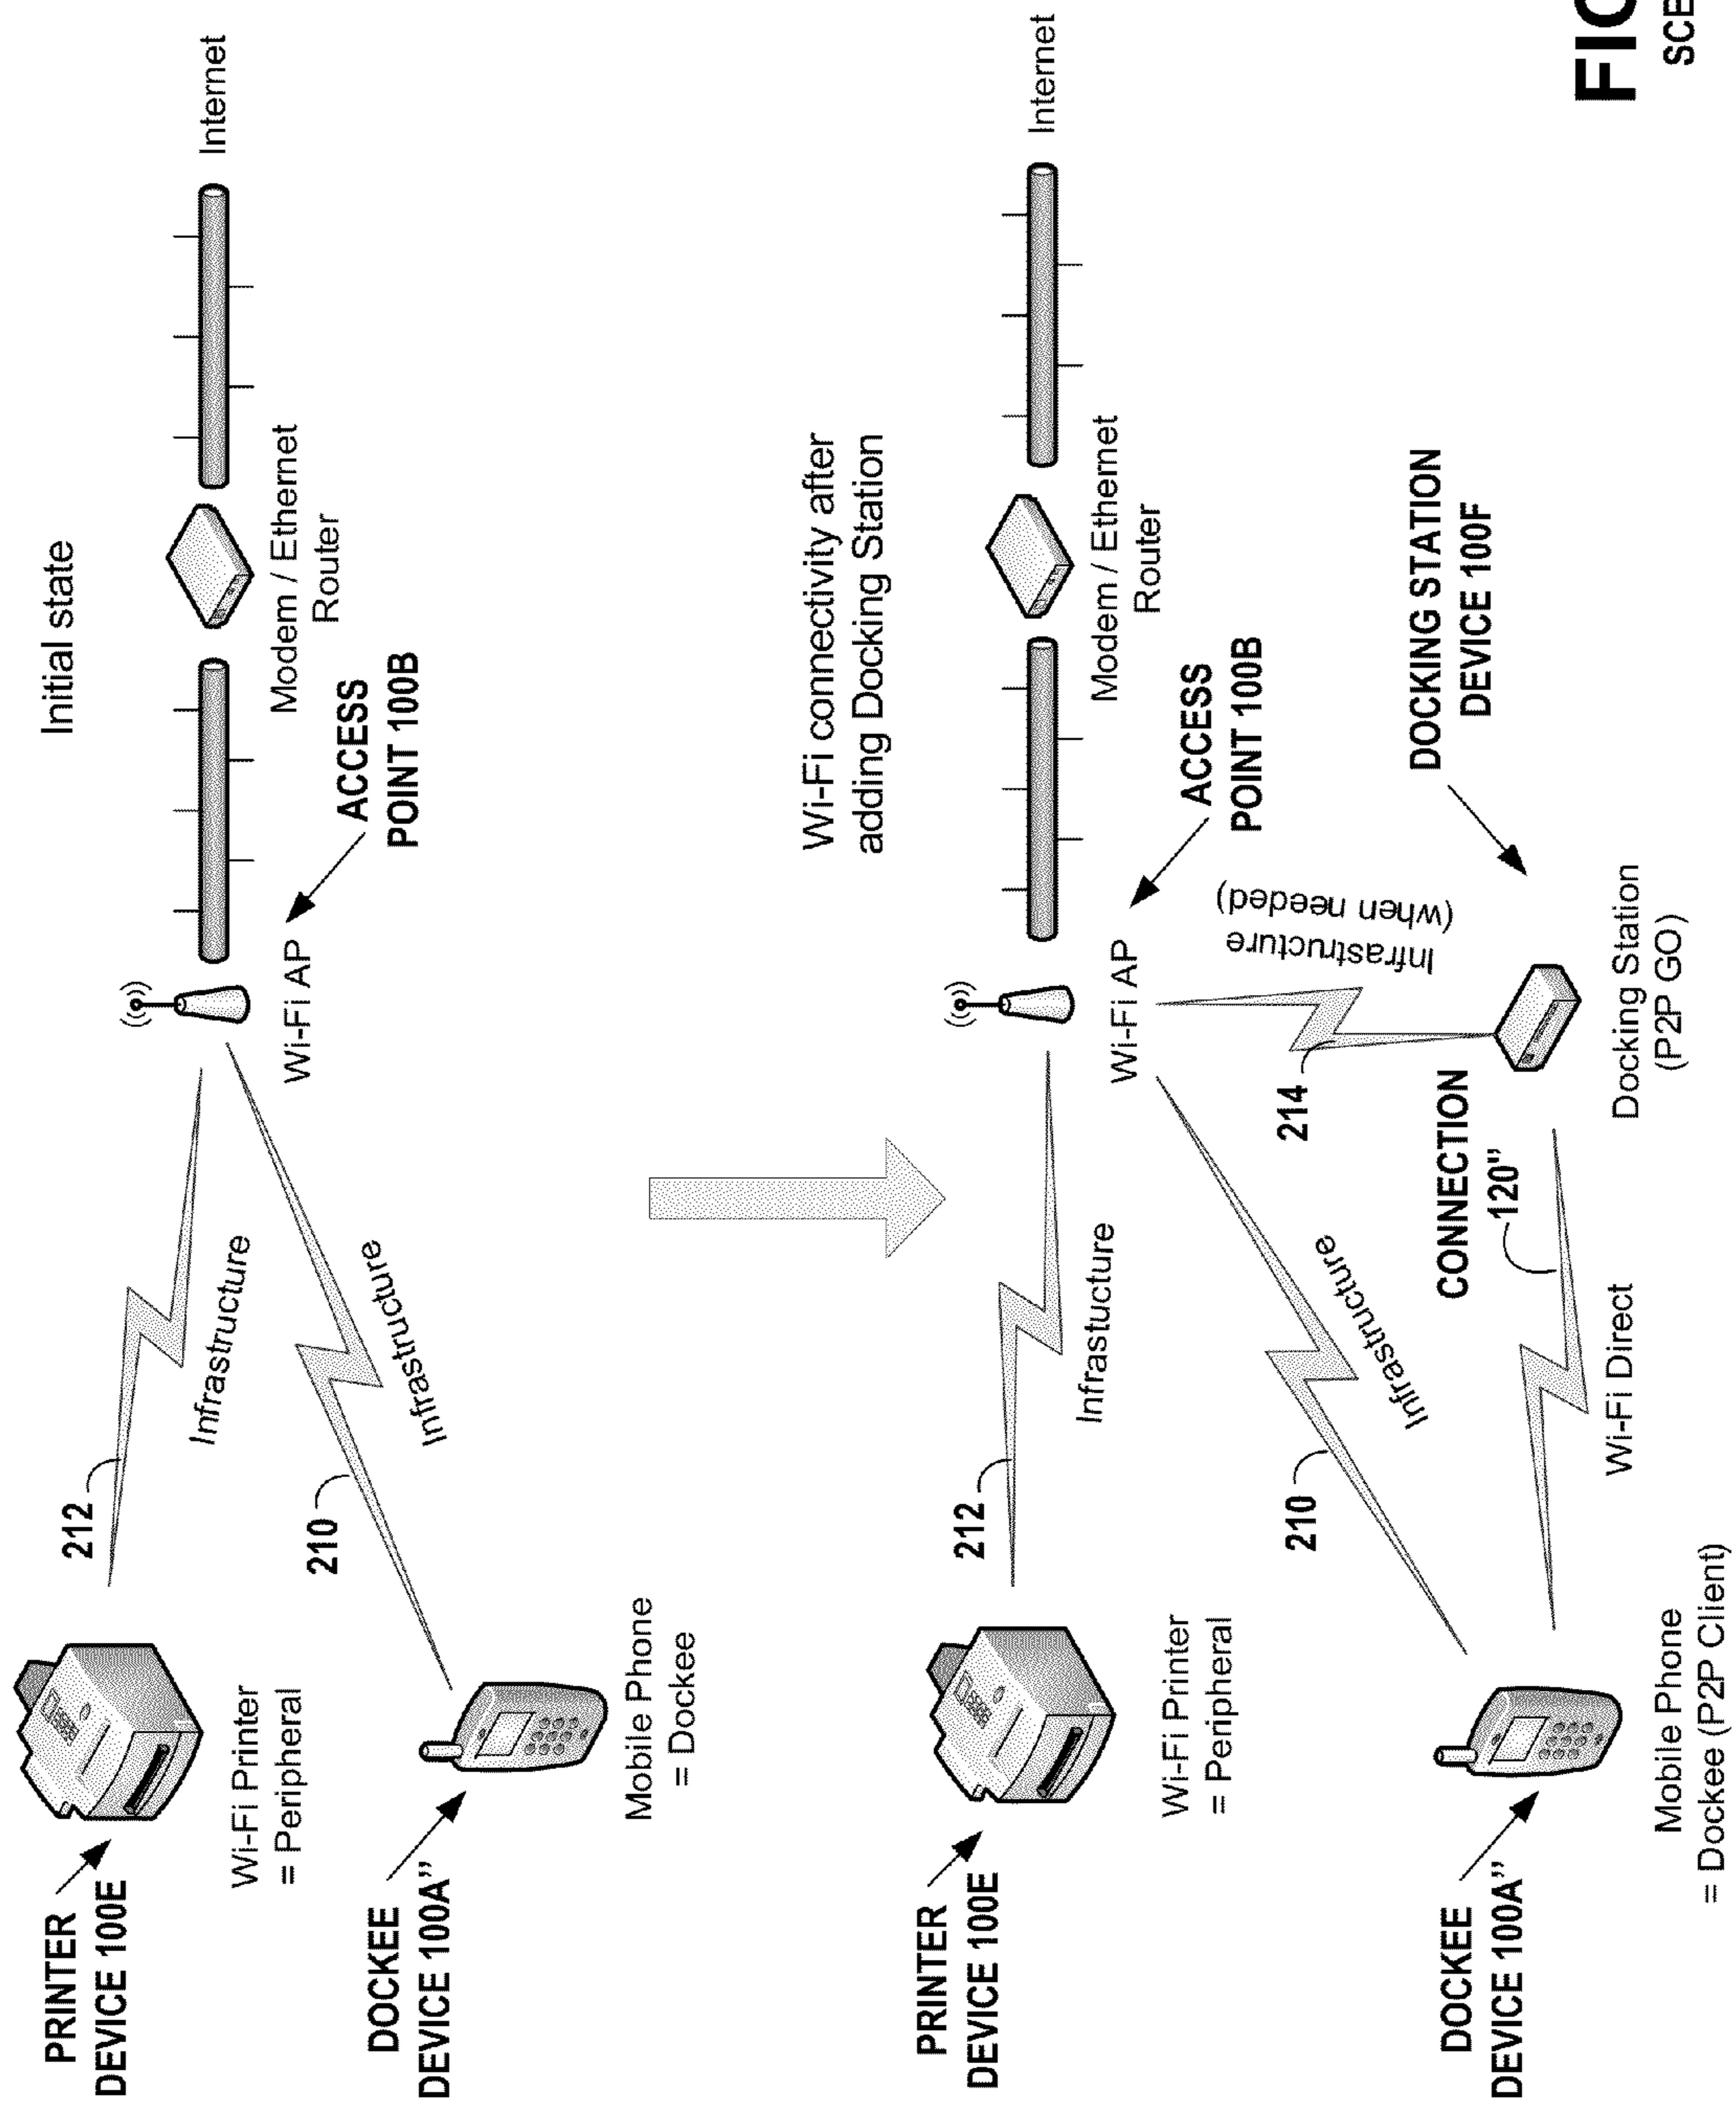 Initial state
PRINTER
DEVICE 100E
Wi-Fi Printer
= Peripheral
212
Infrastructure
Wi-Fi AP
ACCESS
POINT 100B
Modem / Ethernet
Router
Internet
DOCKEE
DEVICE 100A”
Mobile Phone
= Dockee
210
Infrastructure
Wi-Fi connectivity after
adding Docking Station
PRINTER
DEVICE 100E
Wi-Fi Printer
= Peripheral
212
Infrastucture
Wi-Fi AP
ACCESS
POINT 100B
Modem / Ethernet
Router
Internet
210
Infrastructure
214
Infrastructure
(when needed)
DOCKING STATION
DEVICE 100F
CONNECTION
120”
Wi-Fi Direct
Docking Station
(P2P GO)
DOCKEE
DEVICE 100A”
Mobile Phone
= Dockee (P2P Client)